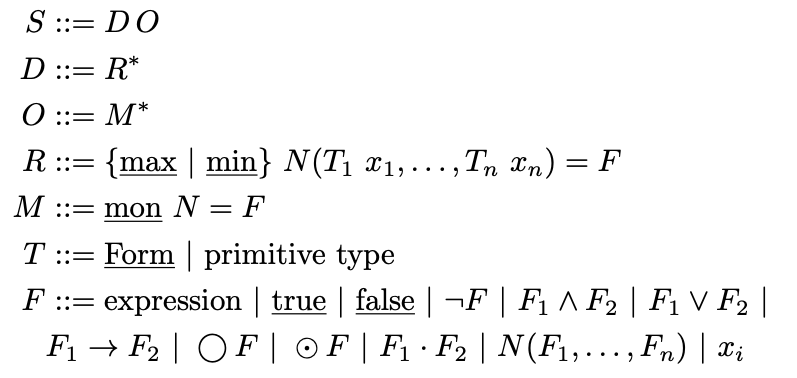 S ::= D O
D ::= R*
O ::= M*
R ::= {max | min} N(T₁ x₁, . . . , Tₙ xₙ) = F
M ::= mon N = F
T ::= Form | primitive type
F ::= expression | true | false | ¬F | F₁ ∧ F₂ | F₁ ∨ F₂ |
F₁ → F₂ | ◯ F | ⊙ F | F₁ · F₂ | N(F₁, . . . , Fₙ) | xᵢ